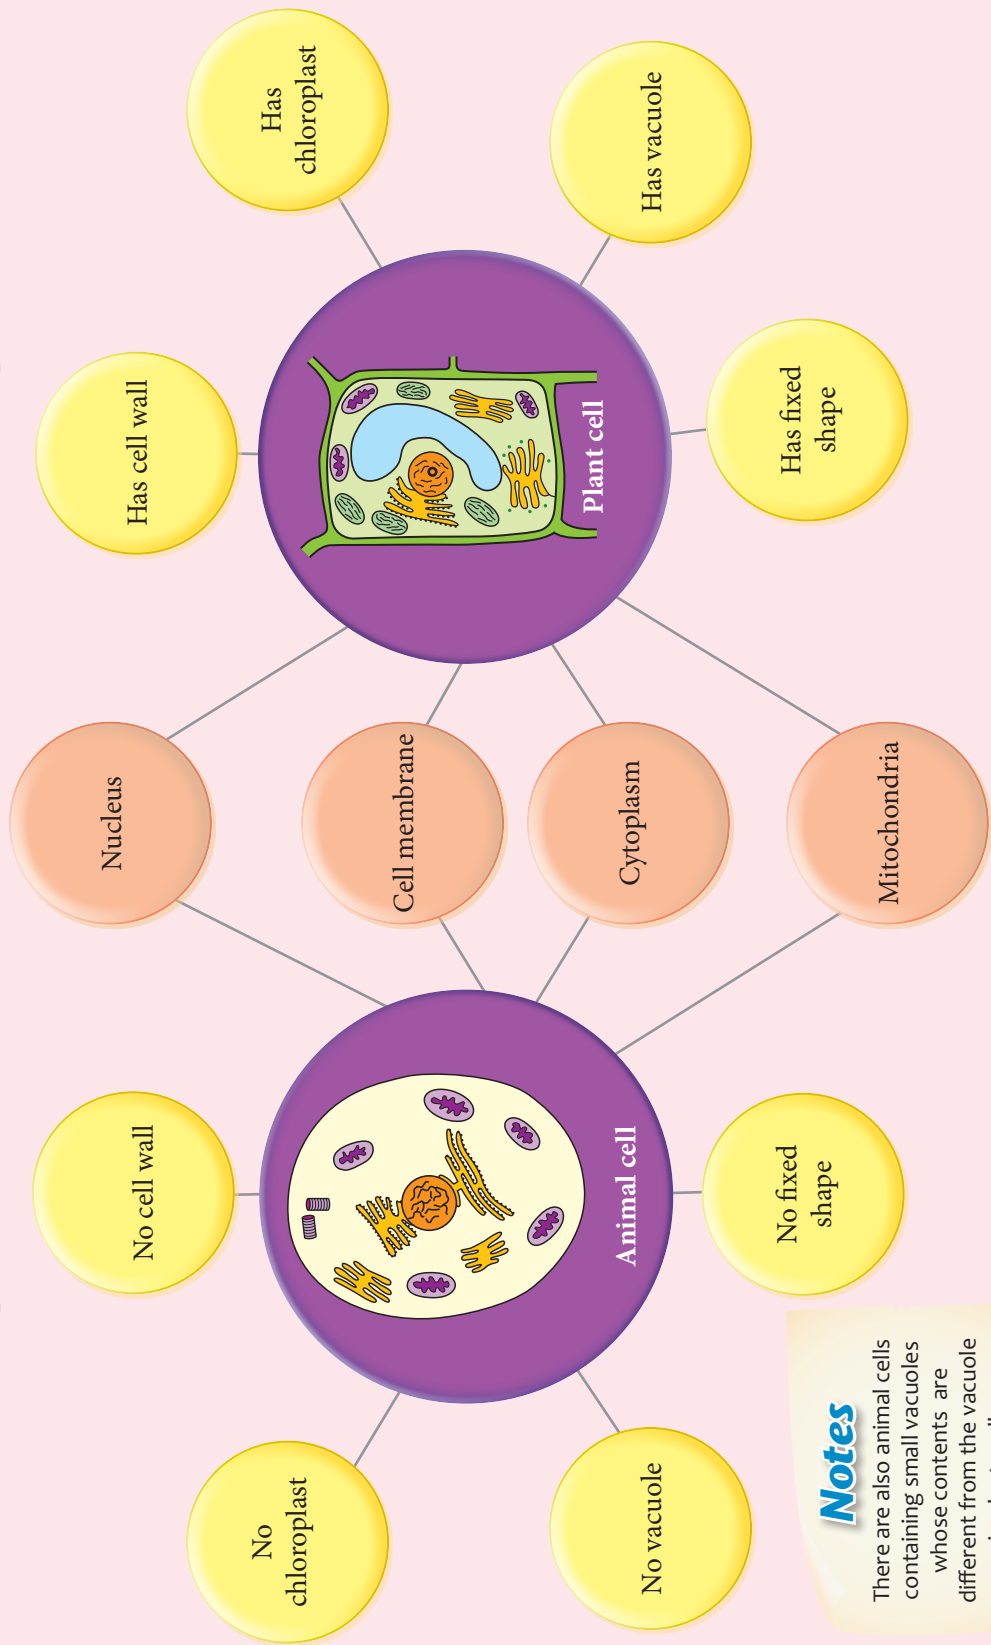 No
chloroplast
No cell wall
Nucleus
Has cell wall
Has
chloroplast
Cell membrane
Cytoplasm
Animal cell
Plant cell
No vacuole
No fixed
shape
Mitochondria
Has fixed
shape
Has vacuole
Notes
There are also animal cells
containing small vacuoles
whose contents are
different from the vacuole